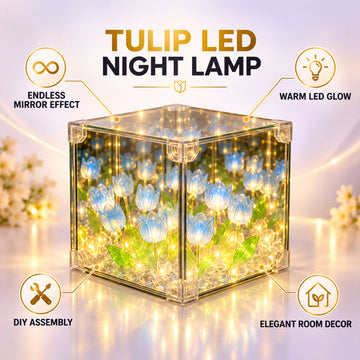 TULIP LED
NIGHT LAMP
ENDLESS
MIRROR EFFECT
WARM LED GLOW
DIY ASSEMBLY
ELEGANT ROOM DECOR